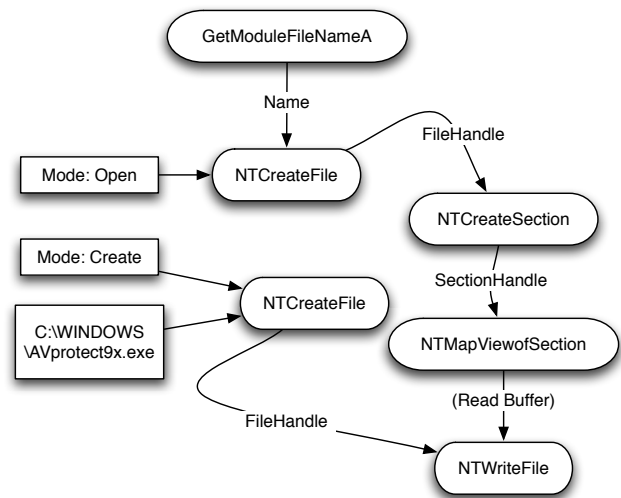 GetModuleFileNameA
Name
FileHandle
Mode: Open
NTCreateFile
NTCreateSection
Mode: Create
SectionHandle
NTCreateFile
C:\WINDOWS
\AVprotect9x.exe
NTMapViewofSection
(Read Buffer)
FileHandle
NTWriteFile